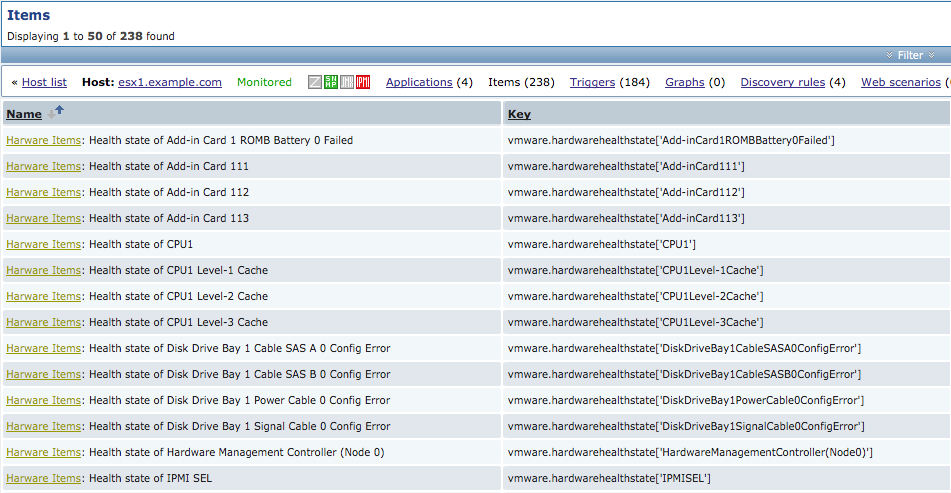 Items
Displaying 1 to 50 of 238 found
Filter
« Host list Host: esx1.example.com Monitored Applications (4) Items (238) Triggers (184) Graphs (0) Discovery rules (4) Web scenarios
Name Key
Harware Items: Health state of Add-in Card 1 ROMB Battery 0 Failed vmware.hardwarehealthstate['Add-inCard1ROMBBattery0Failed']
Harware Items: Health state of Add-in Card 111 vmware.hardwarehealthstate['Add-inCard111']
Harware Items: Health state of Add-in Card 112 vmware.hardwarehealthstate['Add-inCard112']
Harware Items: Health state of Add-in Card 113 vmware.hardwarehealthstate['Add-inCard113']
Harware Items: Health state of CPU1 vmware.hardwarehealthstate['CPU1']
Harware Items: Health state of CPU1 Level-1 Cache vmware.hardwarehealthstate['CPU1Level-1Cache']
Harware Items: Health state of CPU1 Level-2 Cache vmware.hardwarehealthstate['CPU1Level-2Cache']
Harware Items: Health state of CPU1 Level-3 Cache vmware.hardwarehealthstate['CPU1Level-3Cache']
Harware Items: Health state of Disk Drive Bay 1 Cable SAS A 0 Config Error vmware.hardwarehealthstate['DiskDriveBay1CableSASA0ConfigError']
Harware Items: Health state of Disk Drive Bay 1 Cable SAS B 0 Config Error vmware.hardwarehealthstate['DiskDriveBay1CableSASB0ConfigError']
Harware Items: Health state of Disk Drive Bay 1 Power Cable 0 Config Error vmware.hardwarehealthstate['DiskDriveBay1PowerCable0ConfigError']
Harware Items: Health state of Disk Drive Bay 1 Signal Cable 0 Config Error vmware.hardwarehealthstate['DiskDriveBay1SignalCable0ConfigError']
Harware Items: Health state of Hardware Management Controller (Node 0) vmware.hardwarehealthstate['HardwareManagementController(Node0)']
Harware Items: Health state of IPMI SEL vmware.hardwarehealthstate['IPMISEL']